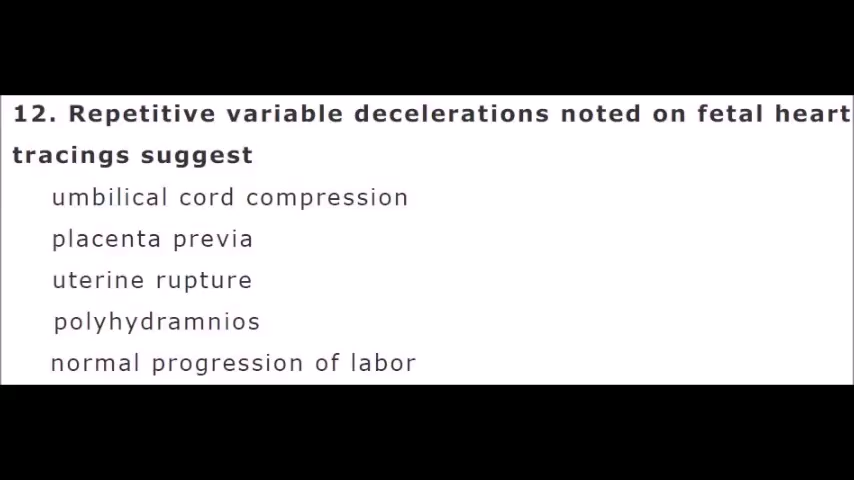 12. Repetitive variable decelerations noted on fetal heart
tracings suggest
umbilical cord compression
placenta previa
uterine rupture
polyhydramnios
normal progression of labor